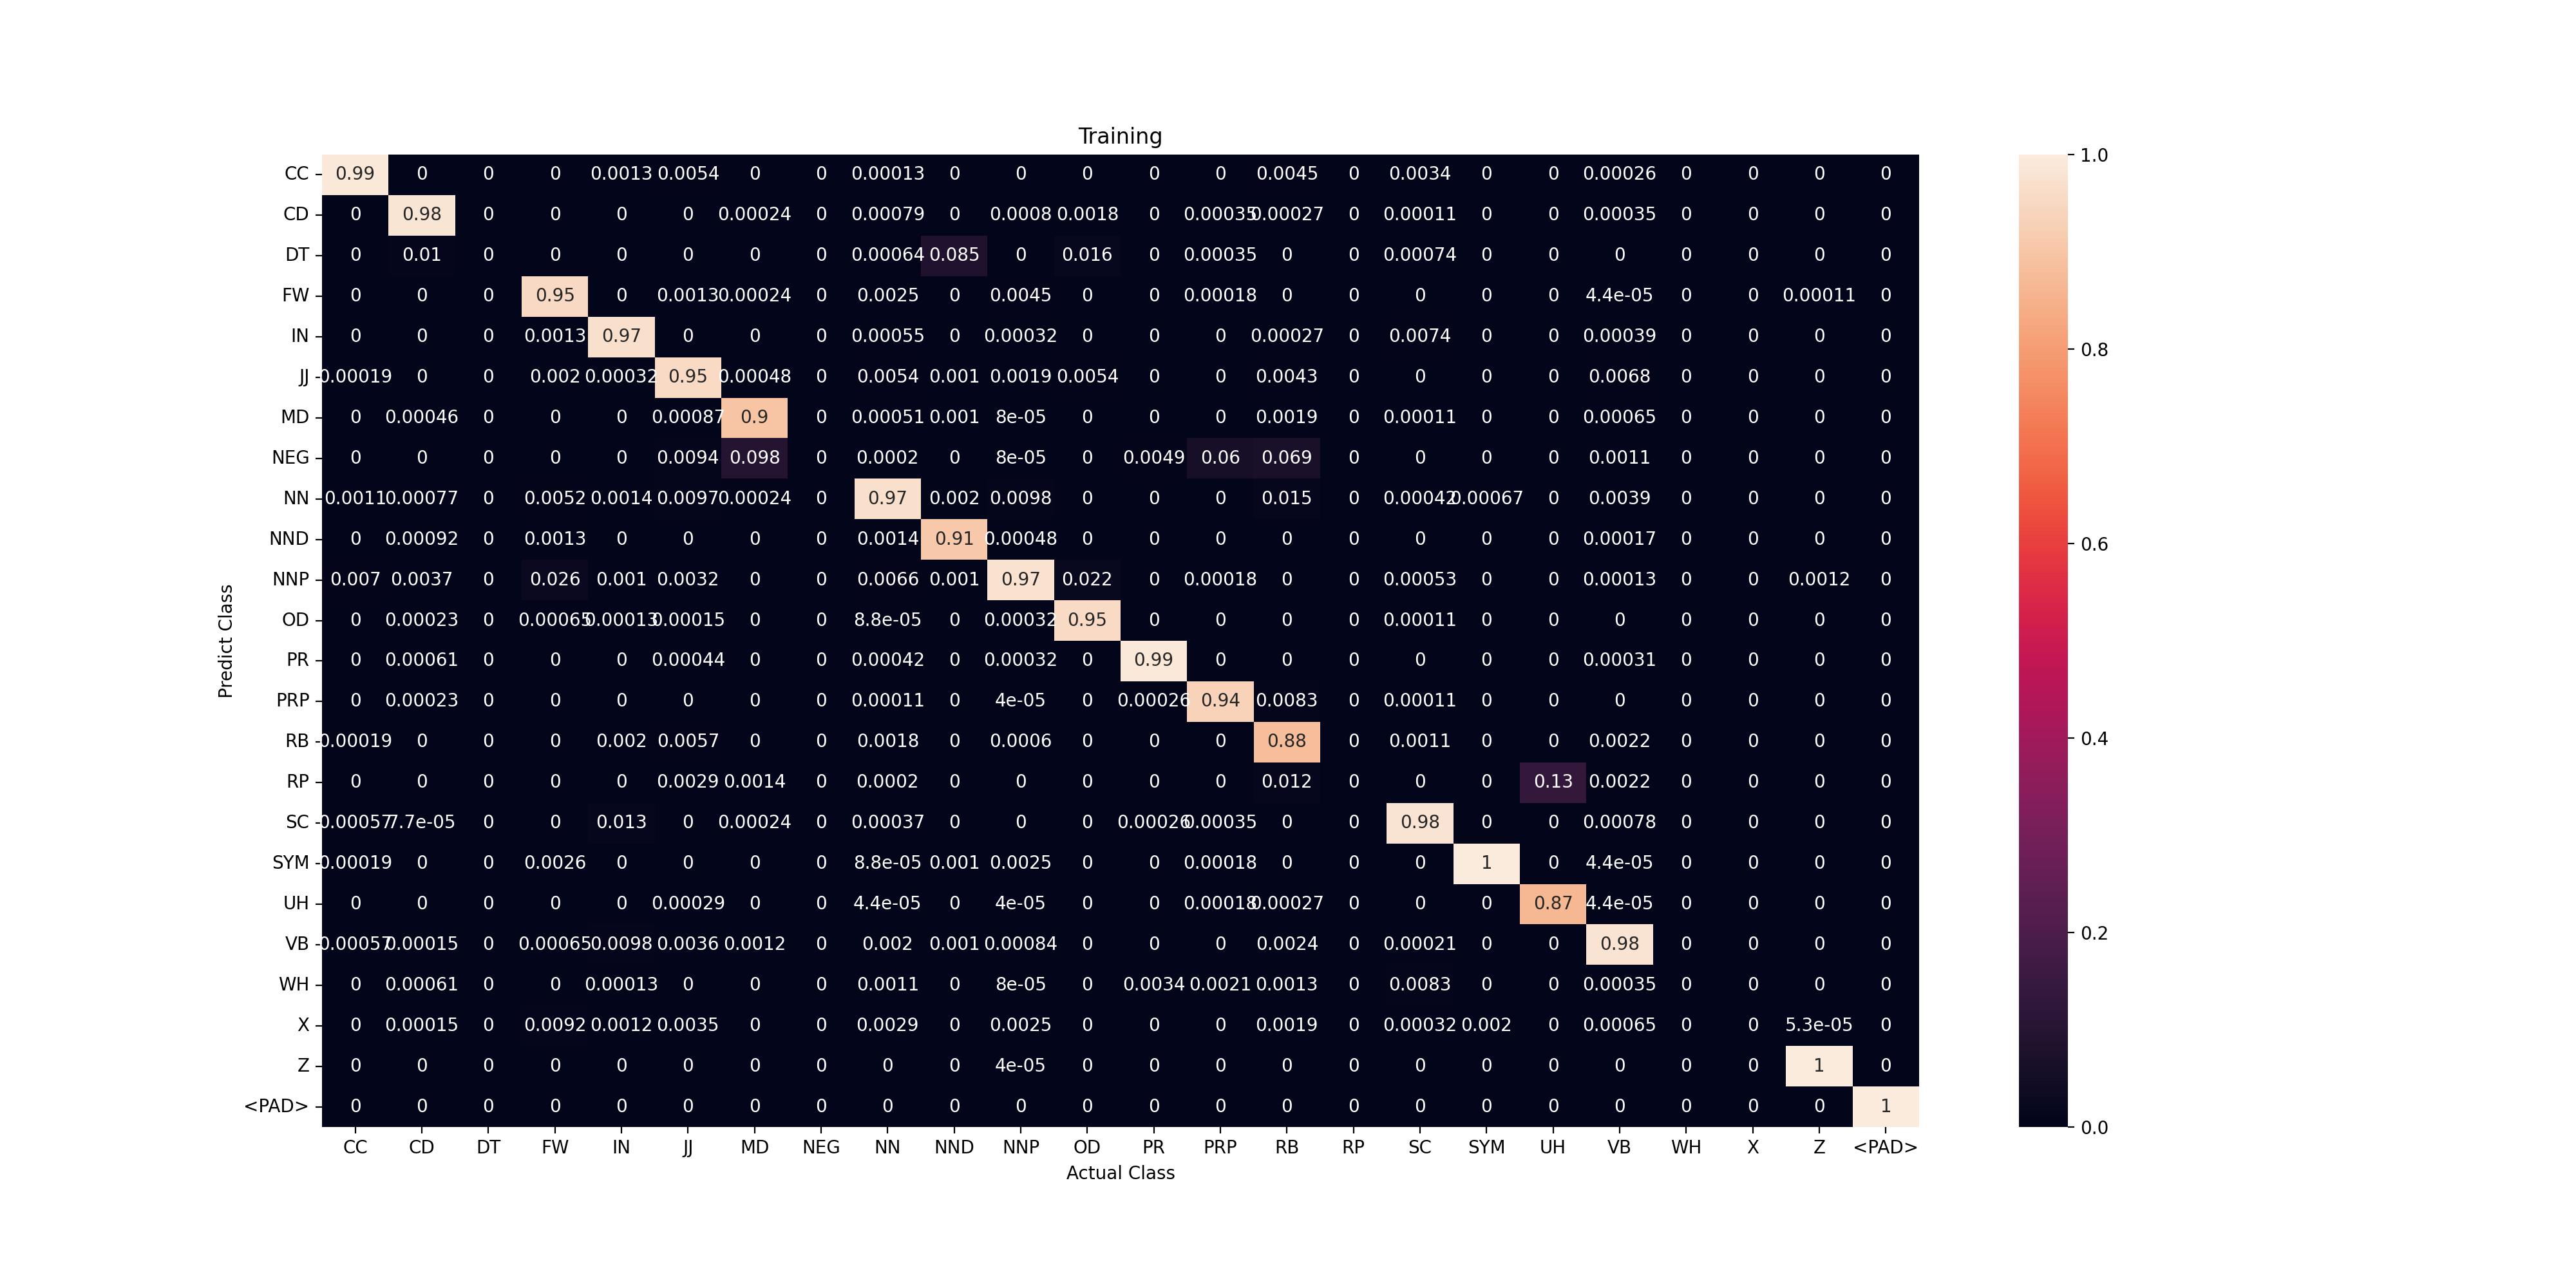 Training
CC 0.99 0 0 0 0.0013 0.0054 0 0 0.00013 0 0 0 0 0 0.0045 0 0.0034 0 0 0.00026 0 0 0 0 1.0
CD 0 0.98 0 0 0 0 0.00024 0 0.00079 0 0.0008 0.0018 0 0.00035 0.00027 0 0.00011 0 0 0.00035 0 0 0 0
DT 0 0.01 0 0 0 0 0 0 0.00064 0.085 0 0.016 0 0.00035 0 0 0.00074 0 0 0 0 0 0 0
FW 0 0 0 0.95 0 0.0013 0.00024 0 0.0025 0 0.0045 0 0 0.00018 0 0 0 0 0 4.4e-05 0 0 0.00011 0
IN 0 0 0 0.0013 0.97 0 0 0 0.00055 0 0.00032 0 0 0 0.00027 0 0.0074 0 0 0.00039 0 0 0 0 0.8
JJ 0.00019 0 0 0.002 0.00032 0.95 0.00048 0 0.0054 0.001 0.0019 0.0054 0 0 0.0043 0 0 0 0 0.0068 0 0 0 0
MD 0 0.00046 0 0 0 0.00087 0.9 0 0.00051 0.001 8e-05 0 0 0 0.0019 0 0.00011 0 0 0.00065 0 0 0 0
NEG 0 0 0 0 0 0.0094 0.098 0 0.0002 0 8e-05 0 0.0049 0.06 0.069 0 0 0 0 0.0011 0 0 0 0
NN 0.0011 0.00077 0 0.0052 0.0014 0.0097 0.00024 0 0.97 0.002 0.0098 0 0 0 0.015 0 0.00042 0.00067 0 0.0039 0 0 0 0
NND 0 0.00092 0 0.0013 0 0 0 0 0.0014 0.91 0.00048 0 0 0 0 0 0 0 0 0.00017 0 0 0 0 0.6
NNP 0.007 0.0037 0 0.026 0.001 0.0032 0 0 0.0066 0.001 0.97 0.022 0 0.00018 0 0 0.00053 0 0 0.00013 0 0 0.0012 0
Predict Class
OD 0 0.00023 0 0.00065 0.00013 0.00015 0 0 8.8e-05 0 0.00032 0.95 0 0 0 0 0.00011 0 0 0 0 0 0 0
PR 0 0.00061 0 0 0 0.00044 0 0 0.00042 0 0.00032 0 0.99 0 0 0 0 0 0 0.00031 0 0 0 0
PRP 0 0.00023 0 0 0 0 0 0 0.00011 0 4e-05 0 0.00026 0.94 0.0083 0 0.00011 0 0 0 0 0 0 0
RB 0.00019 0 0 0 0.002 0.0057 0 0 0.0018 0 0.0006 0 0 0 0.88 0 0.0011 0 0 0.0022 0 0 0 0 0.4
RP 0 0 0 0 0 0.0029 0.0014 0 0.0002 0 0 0 0 0 0.012 0 0 0 0.13 0.0022 0 0 0 0
SC 0.00057 7.7e-05 0 0 0.013 0 0.00024 0 0.00037 0 0 0 0.00026 0.00035 0 0 0.98 0 0 0.00078 0 0 0 0
SYM 0.00019 0 0 0.0026 0 0 0 0 8.8e-05 0.001 0.0025 0 0 0.00018 0 0 0 1 0 4.4e-05 0 0 0 0
UH 0 0 0 0 0 0.00029 0 0 4.4e-05 0 4e-05 0 0 0.00018 0.00027 0 0 0 0.87 4.4e-05 0 0 0 0
VB 0.00057 0.00015 0 0.00065 0.0098 0.0036 0.0012 0 0.002 0.001 0.00084 0 0 0 0.0024 0 0.00021 0 0 0.98 0 0 0 0 0.2
WH 0 0.00061 0 0 0.00013 0 0 0 0.0011 0 8e-05 0 0.0034 0.0021 0.0013 0 0.0083 0 0 0.00035 0 0 0 0
X 0 0.00015 0 0.0092 0.0012 0.0035 0 0 0.0029 0 0.0025 0 0 0 0.0019 0 0.00032 0.002 0 0.00065 0 0 5.3e-05 0
Z 0 0 0 0 0 0 0 0 0 0 4e-05 0 0 0 0 0 0 0 0 0 0 0 1 0
<PAD> 0 0 0 0 0 0 0 0 0 0 0 0 0 0 0 0 0 0 0 0 0 0 0 1 0.0
CC CD DT FW IN JJ MD NEG NN NND NNP OD PR PRP RB RP SC SYM UH VB WH X Z <PAD>
Actual Class